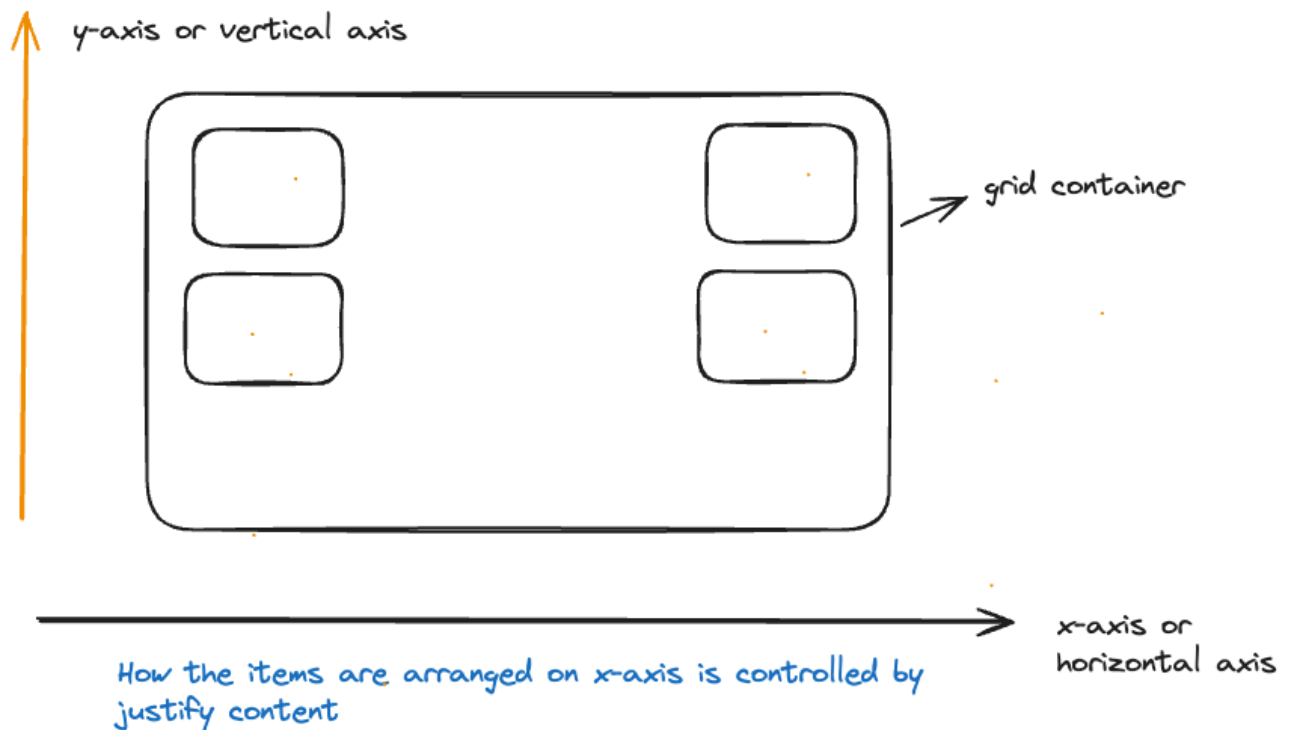 y-axis or vertical axis
grid container
x-axis or
horizontal axis
How the items are arranged on x-axis is controlled by
justify content